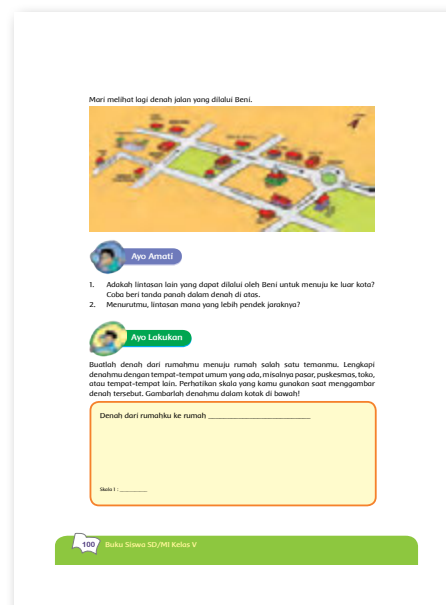 Mari melihat lagi denah jalan yang dilalui Beni.
Ayo Amati
1. Adakah lintasan lain yang dapat dilalui oleh Beni untuk menuju ke luar kota?
Coba beri tanda panah dalam denah di atas.
2. Menurutmu, lintasan mana yang lebih pendek jaraknya?
Ayo Lakukan
Buatlah denah dari rumahmu menuju rumah salah satu temanmu. Lengkapi
denahmu dengan tempat-tempat umum yang ada, misalnya pasar, puskesmas, toko,
atau tempat-tempat lain. Perhatikan skala yang kamu gunakan saat menggambar
denah tersebut. Gambarlah denahmu dalam kotak di bawah!
Denah dari rumahku ke rumah ____________________
Skala 1 : __________
100 Buku Siswa SD/MI Kelas V